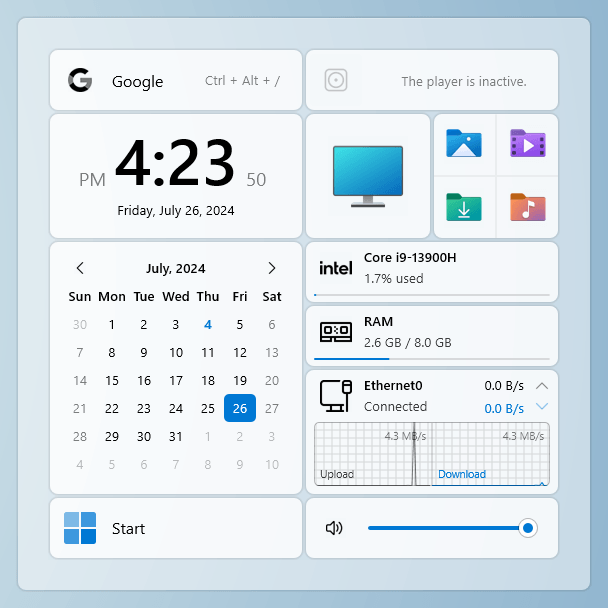 Google Ctrl + Alt + /
The player is inactive.
PM 4:23 50
Friday, July 26, 2024
July, 2024
Sun Mon Tue Wed Thu Fri Sat
30 1 2 3 4 5 6
7 8 9 10 11 12 13
14 15 16 17 18 19 20
21 22 23 24 25 26 27
28 29 30 31 1 2 3
4 5 6 7 8 9 10
intel Core i9-13900H
1.7% used
RAM
2.6 GB / 8.0 GB
Ethernet0 0.0 B/s
Connected 0.0 B/s
4.3 MB/s 4.3 MB/s
Upload Download
Start